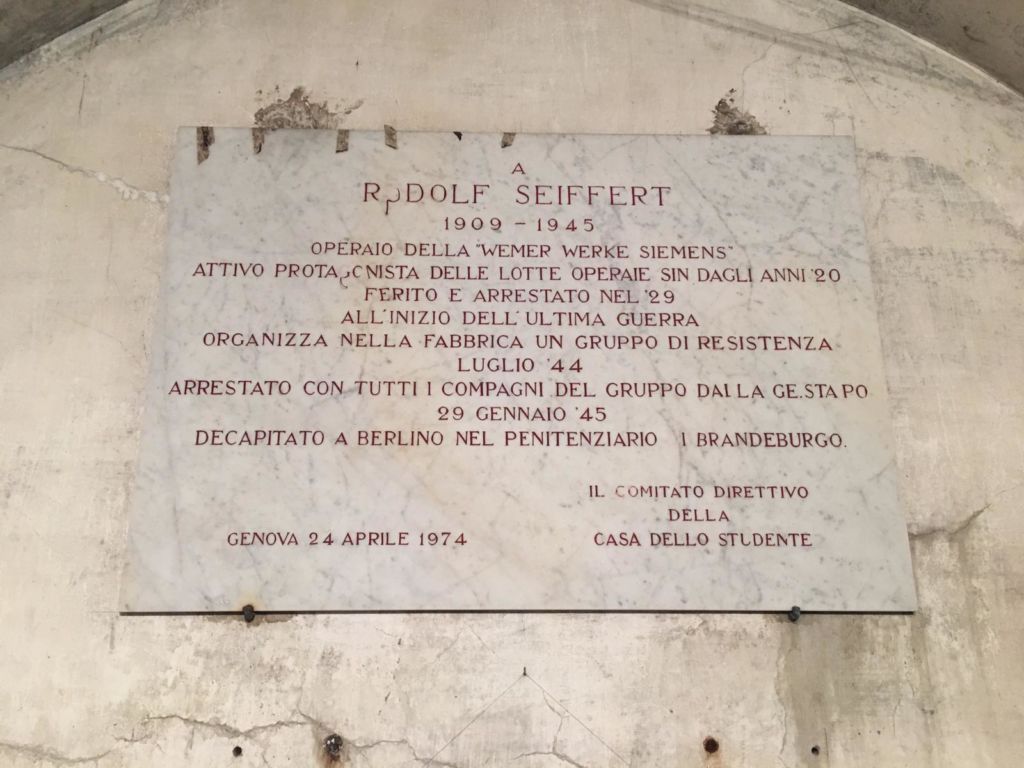 A
RUDOLF SEIFFERT
1909 - 1945
OPERAIO DELLA "WEMER WERKE SIEMENS"
ATTIVO PROTAGONISTA DELLE LOTTE OPERAIE SIN DAGLI ANNI '20
FERITO E ARRESTATO NEL '29
ALL'INIZIO DELL'ULTIMA GUERRA
ORGANIZZA NELLA FABBRICA UN GRUPPO DI RESISTENZA
LUGLIO '44
ARRESTATO CON TUTTI I COMPAGNI DEL GRUPPO DALLA GE.STAPO
29 GENNAIO '45
DECAPITATO A BERLINO NEL PENITENZIARIO I BRANDEBURGO.
IL COMITATO DIRETTIVO
DELLA
CASA DELLO STUDENTE
GENOVA 24 APRILE 1974